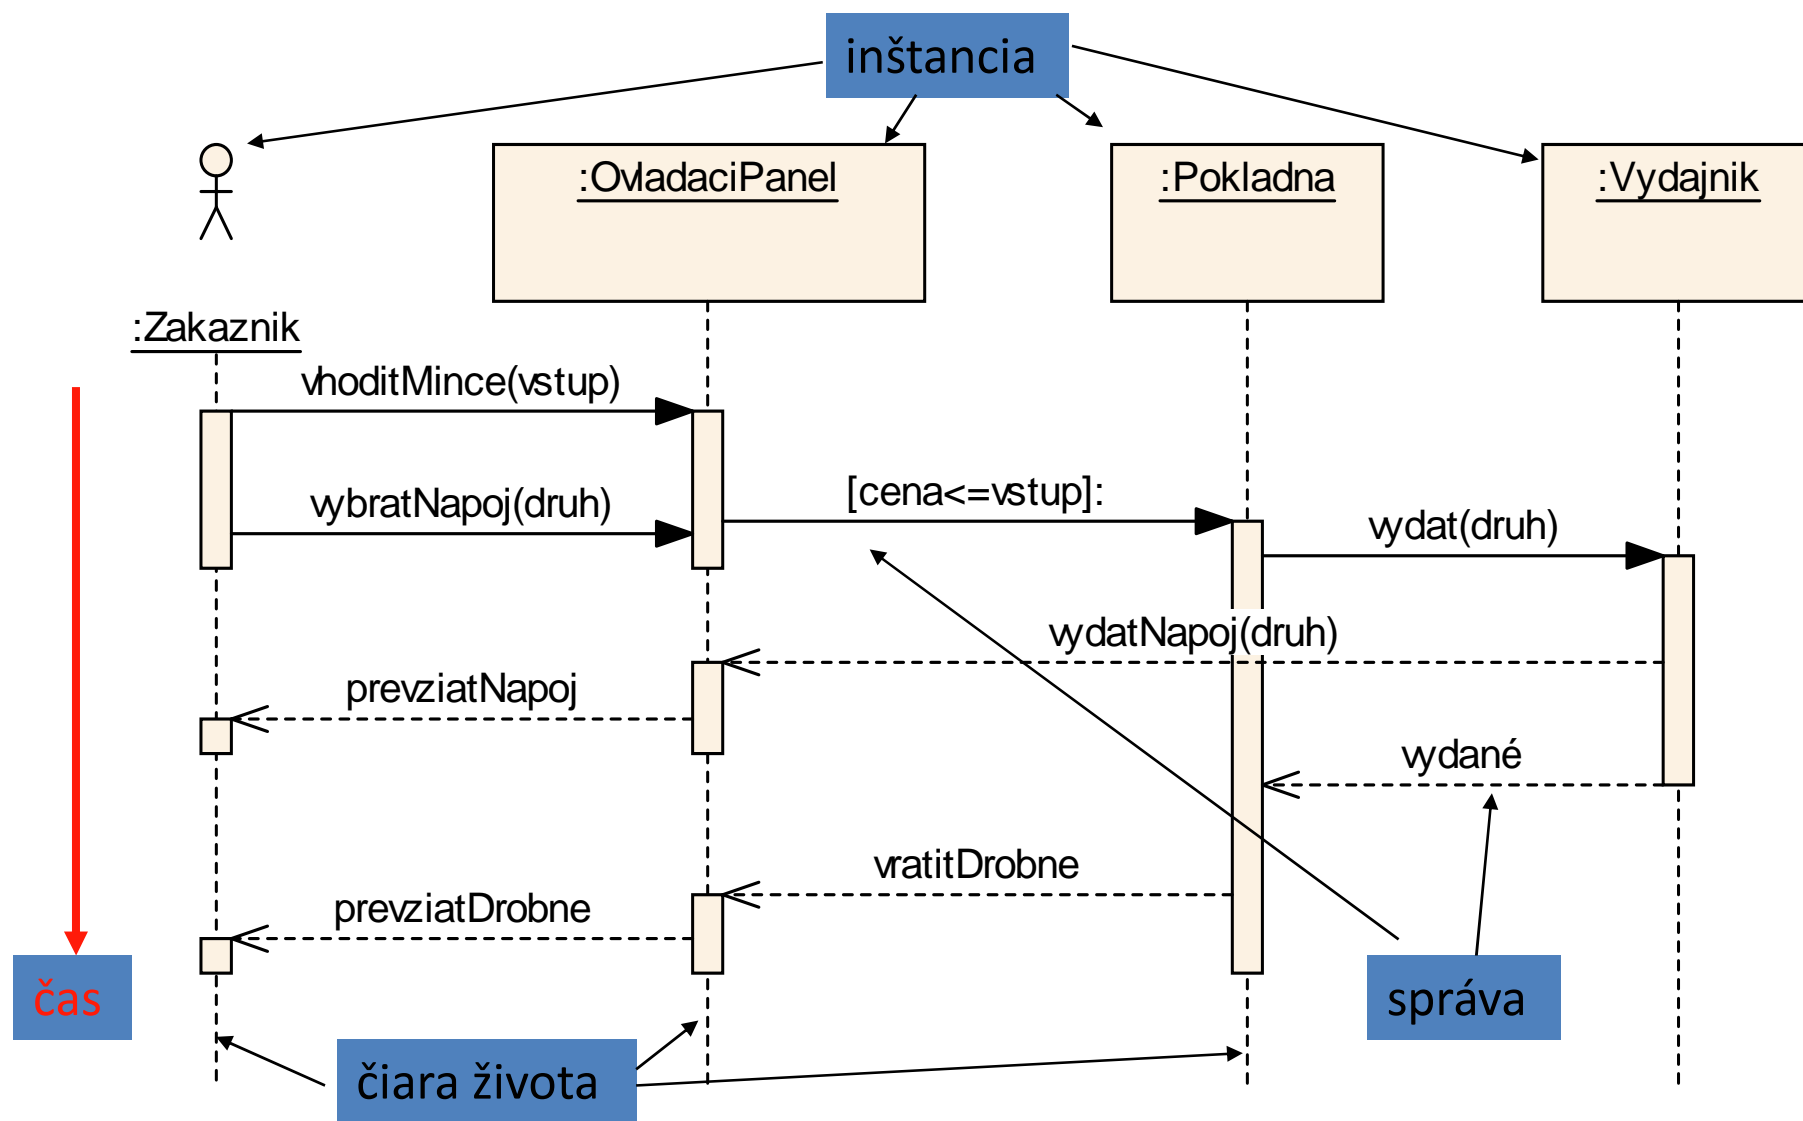 inštancia
:OvladaciPanel
:Pokladna
:Vydajnik
:Zakaznik
vhoditMince(vstup)
vybratNapoj(druh)
[cena<=vstup]:
vydat(druh)
vydatNapoj(druh)
prevziatNapoj
vydané
vratitDrobne
prevziatDrobne
čas
správa
čiara života